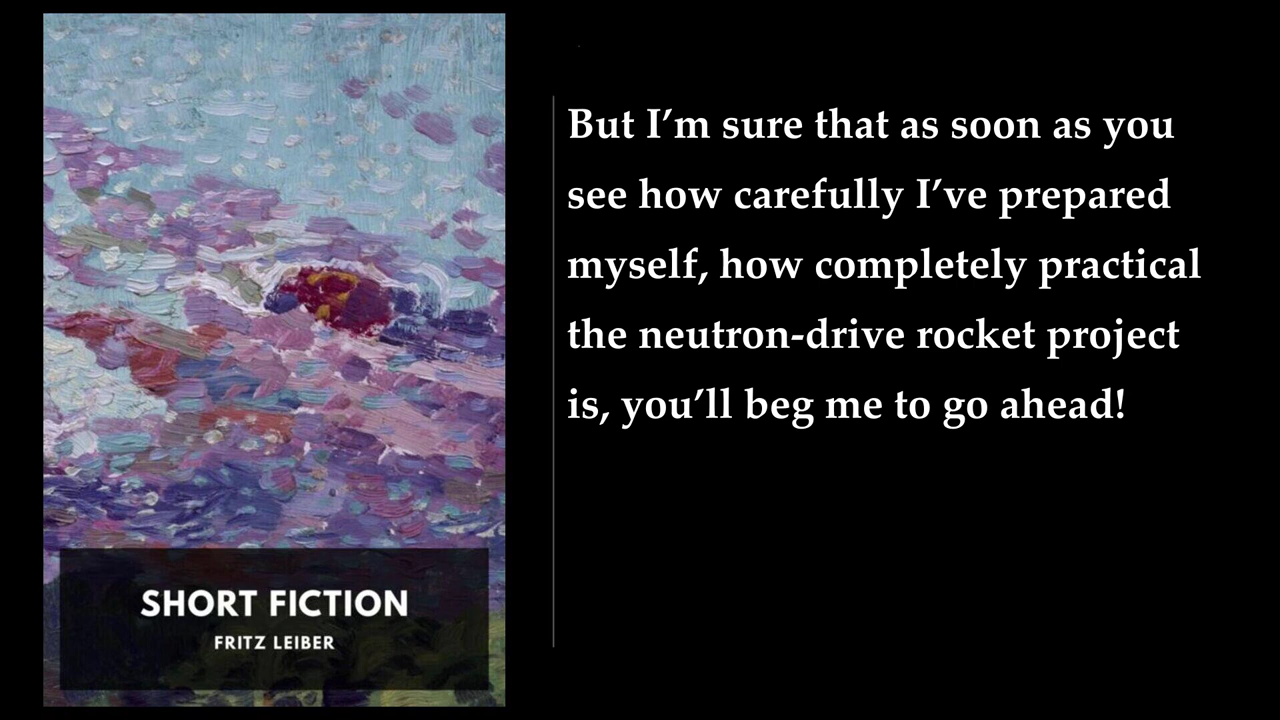 SHORT FICTION
FRITZ LEIBER
But I’m sure that as soon as you
see how carefully I’ve prepared
myself, how completely practical
the neutron-drive rocket project
is, you’ll beg me to go ahead!